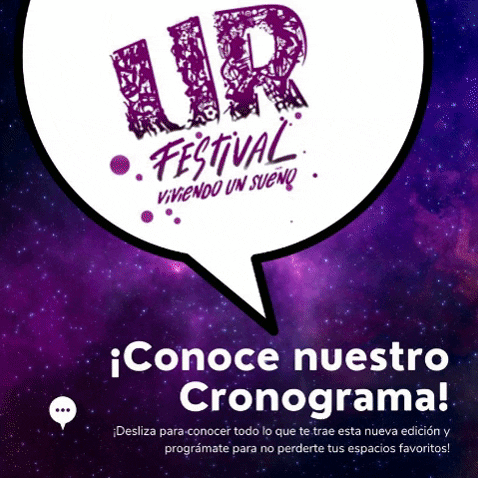 UR
FESTIVAL
VIVIENDO UN SUEÑO
¡Conoce nuestro
Cronograma!
¡Desliza para conocer todo lo que te trae esta nueva edición y
prográmate para no perderte tus espacios favoritos!